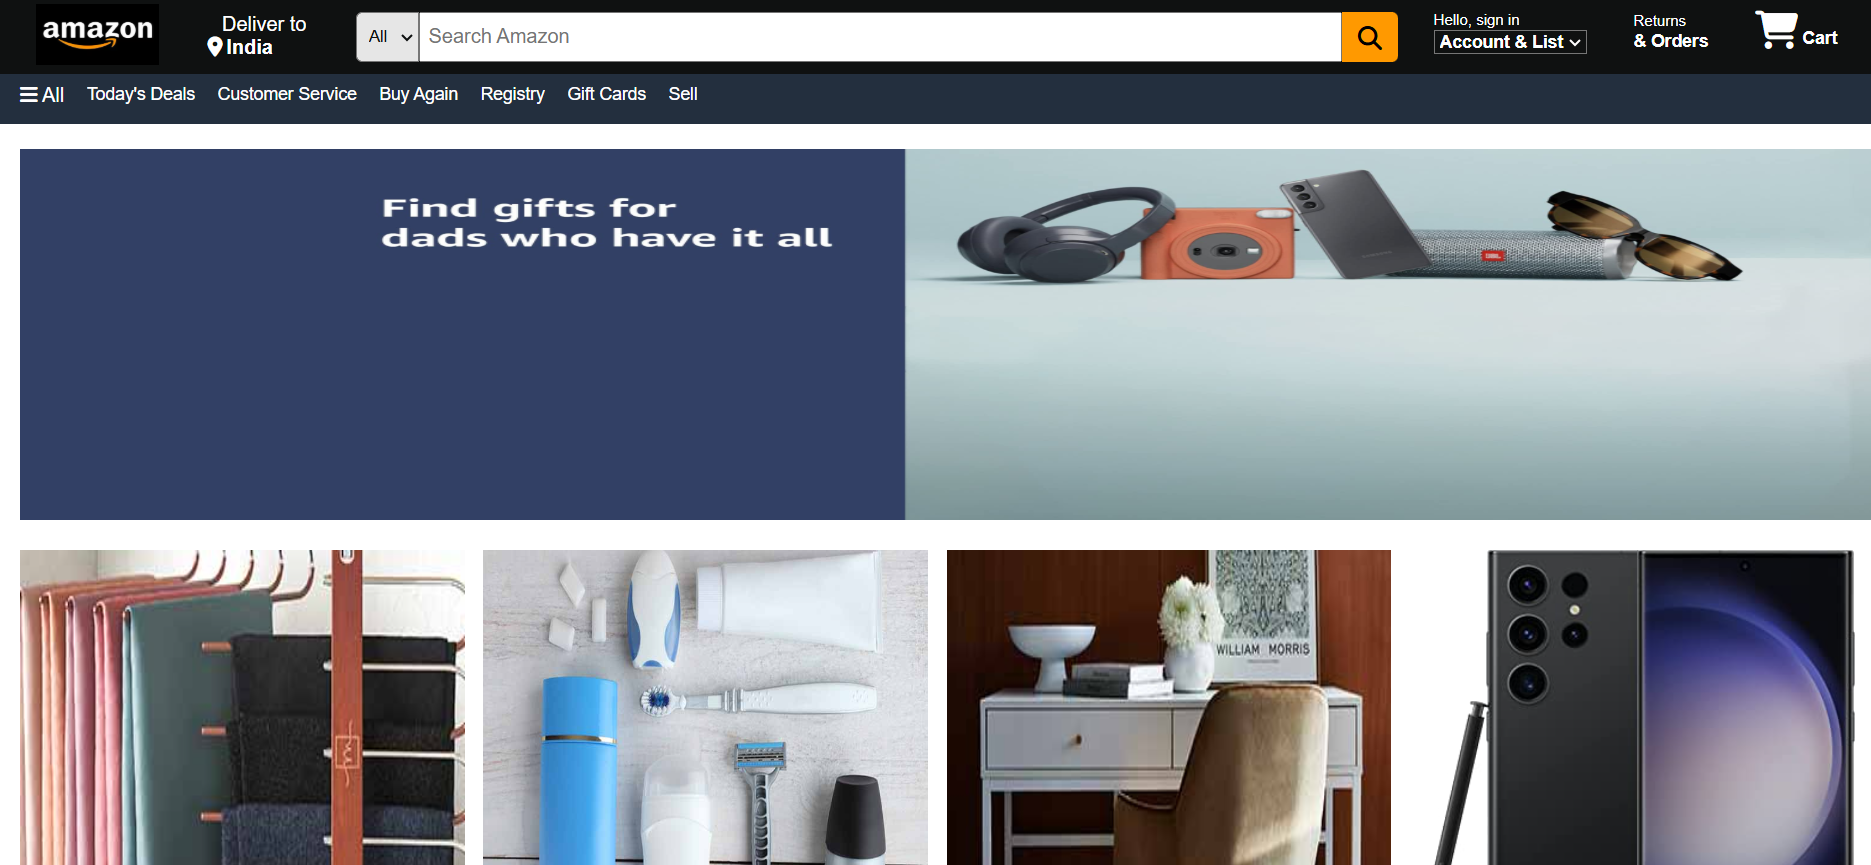 amazon
Deliver to
India
All
Search Amazon
Hello, sign in
Account & List
Returns
& Orders
Cart
All
Today's Deals
Customer Service
Buy Again
Registry
Gift Cards
Sell
Find gifts for
dads who have it all
JBL
WILLIAM MORRIS